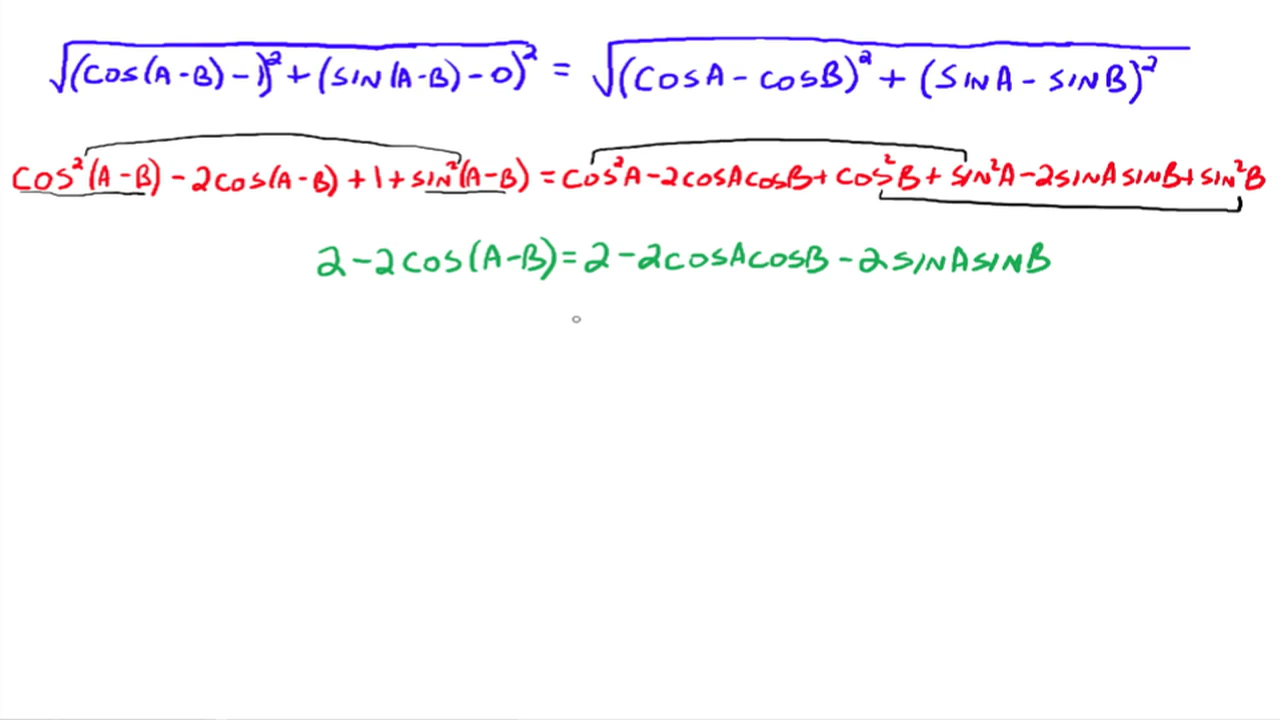 √(cos(A-B)-1)² + (sin(A-B)-0)² = √(cosA - cosB)² + (sinA - sinB)²
cos²(A-B) - 2cos(A-B) + 1 + sin²(A-B) = cos²A - 2cosAcosB + cos²B + sin²A - 2sinAsinB + sin²B
2 - 2cos(A-B) = 2 - 2cosAcosB - 2sinAsinB